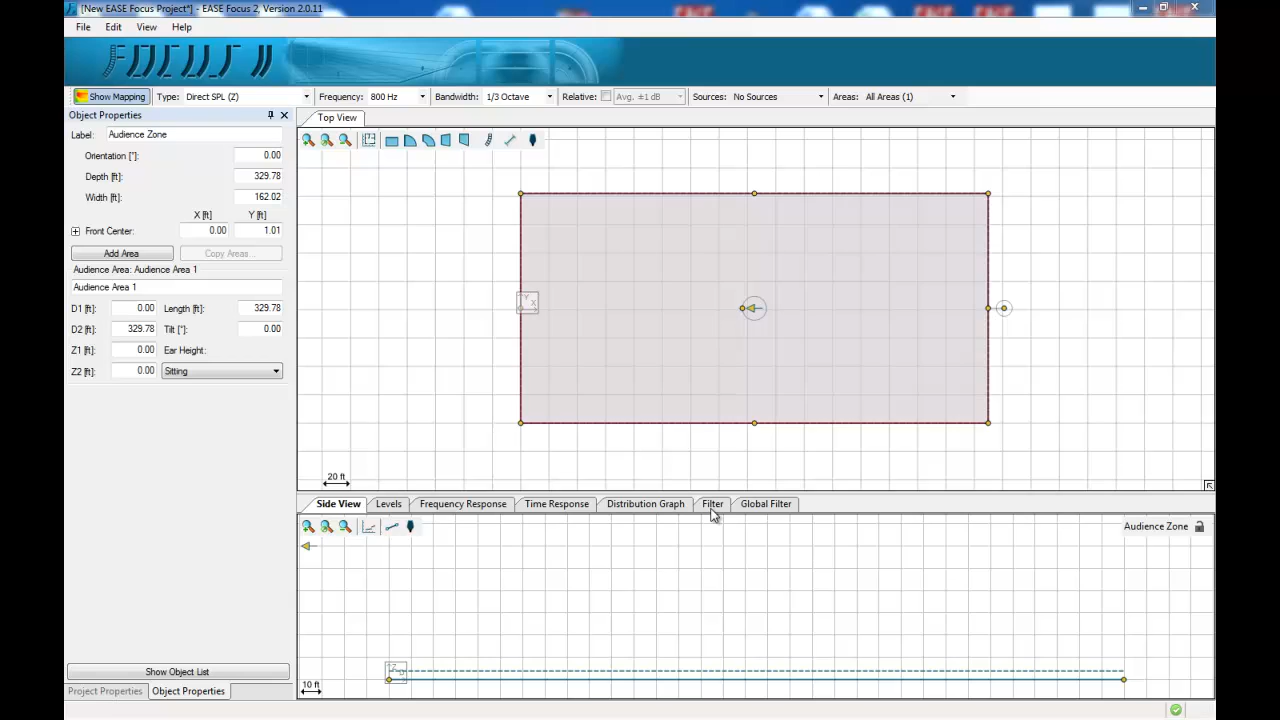 [New EASE Focus Project*] - EASE Focus 2, Version 2.0.11
File Edit View Help
FOCUS II
Show Mapping Type: Direct SPL (Z) Frequency: 800 Hz Bandwidth: 1/3 Octave Relative: Avg. ±1 dB Sources: No Sources Areas: All Areas (1)
Object Properties
Top View
Label: Audience Zone
Orientation [°]: 0.00
Depth [ft]: 329.78
Width [ft]: 162.02
X [ft] Y [ft]
Front Center: 0.00 1.01
Add Area Copy Areas...
Audience Area: Audience Area 1
Audience Area 1
D1 [ft]: 0.00 Length [ft]: 329.78
D2 [ft]: 329.78 Tilt [°]: 0.00
Z1 [ft]: 0.00 Ear Height:
Z2 [ft]: 0.00 Sitting
Y
X
20 ft
Side View Levels Frequency Response Time Response Distribution Graph Filter Global Filter
Audience Zone
Z
D
10 ft
Show Object List
Project Properties Object Properties